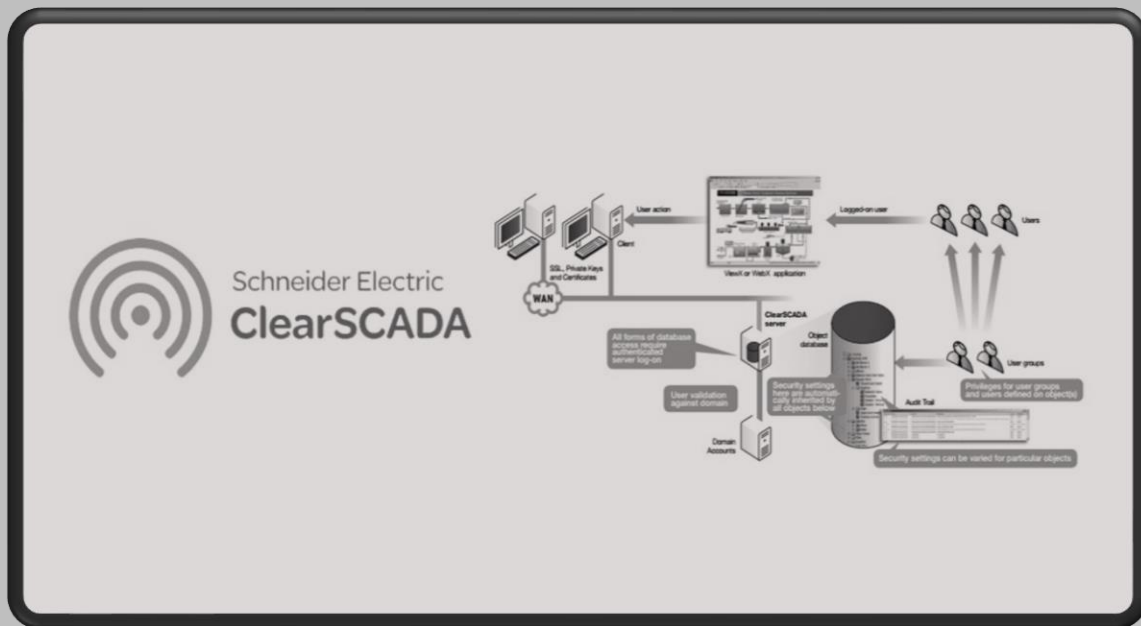 Schneider Electric
ClearSCADA
User action
Client
SSL, Private Keys
and Certificates
WAN
ViewX or WebX application
Logged-on user
Users
ClearSCADA
server
All forms of database
access require
authenticated
server log-on
Object
database
User groups
Privileges for user groups
and users defined on object(s)
User validation
against domain
Security settings
here are automati-
cally inherited by
all objects below
Audit Trail
Domain
Accounts
Security settings can be varied for particular objects